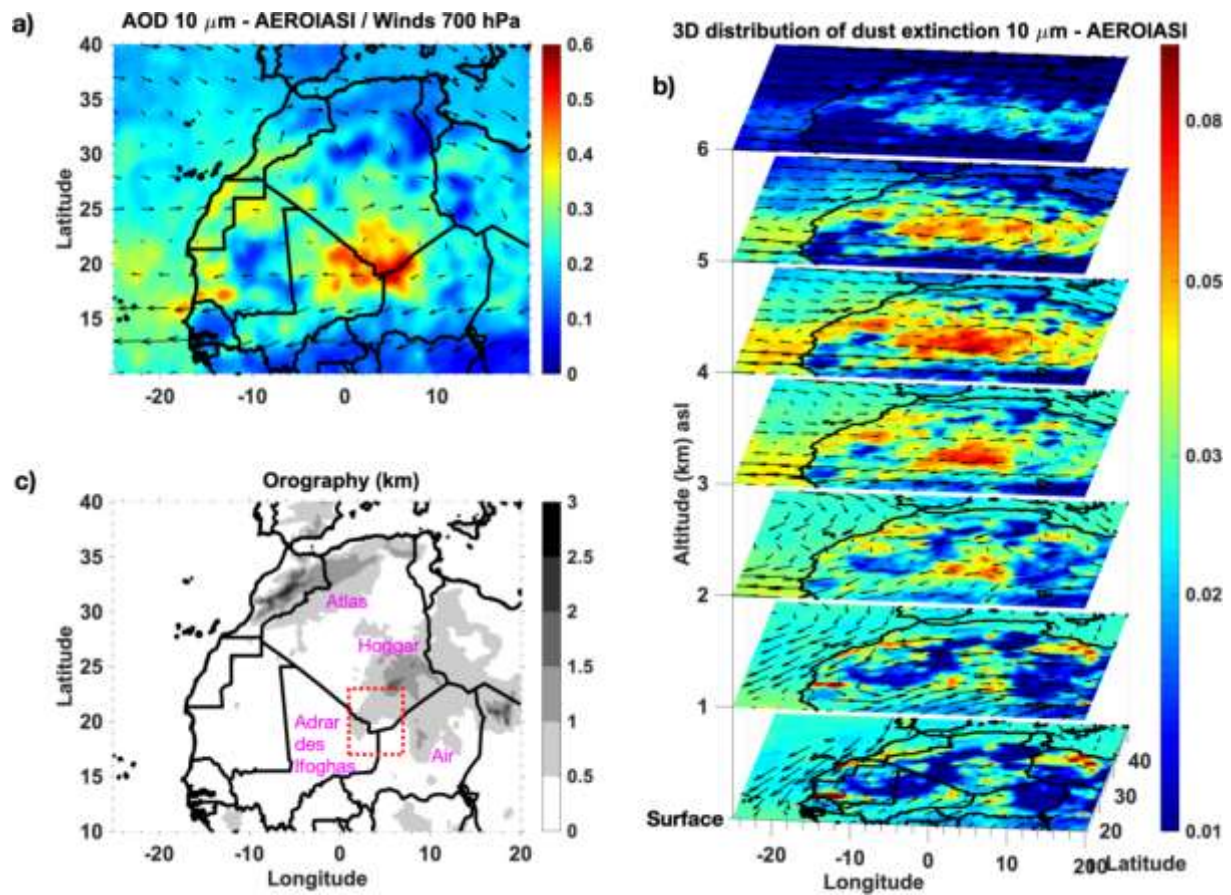 a)
AOD 10 μm - AEROIASI / Winds 700 hPa
40
35
30
25
20
15
Latitude
-20
-10
0
10
0.6
0.5
0.4
0.3
0.2
0.1
0
c)
Orography (km)
40
35
30
25
20
15
10
Latitude
Atlas
Hoggar
Adrar
des
Ifoghas
Air
-20
-10
0
10
20
Longitude
3
2.5
2
1.5
1
0.5
0
3D distribution of dust extinction 10 μm - AEROIASI
b)
6
5
4
3
2
1
Surface
Altitude (km) asl
-20
-10
0
10
20
Longitude
40
30
20
Latitude
0.08
0.05
0.03
0.02
0.01